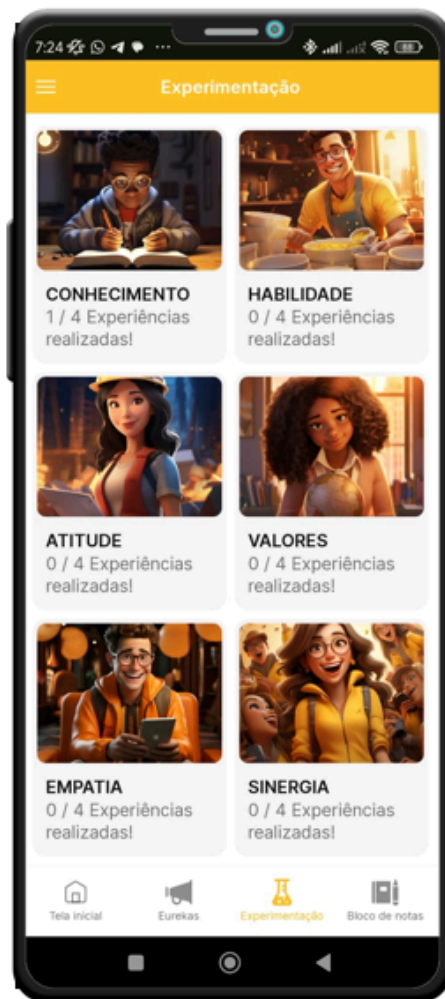 7:24
88
Experimentação
CONHECIMENTO
1 / 4 Experiências
realizadas!
HABILIDADE
0 / 4 Experiências
realizadas!
ATITUDE
0 / 4 Experiências
realizadas!
VALORES
0 / 4 Experiências
realizadas!
EMPATIA
0 / 4 Experiências
realizadas!
SINERGIA
0 / 4 Experiências
realizadas!
Tela inicial
Eurekas
Experimentação
Bloco de notas